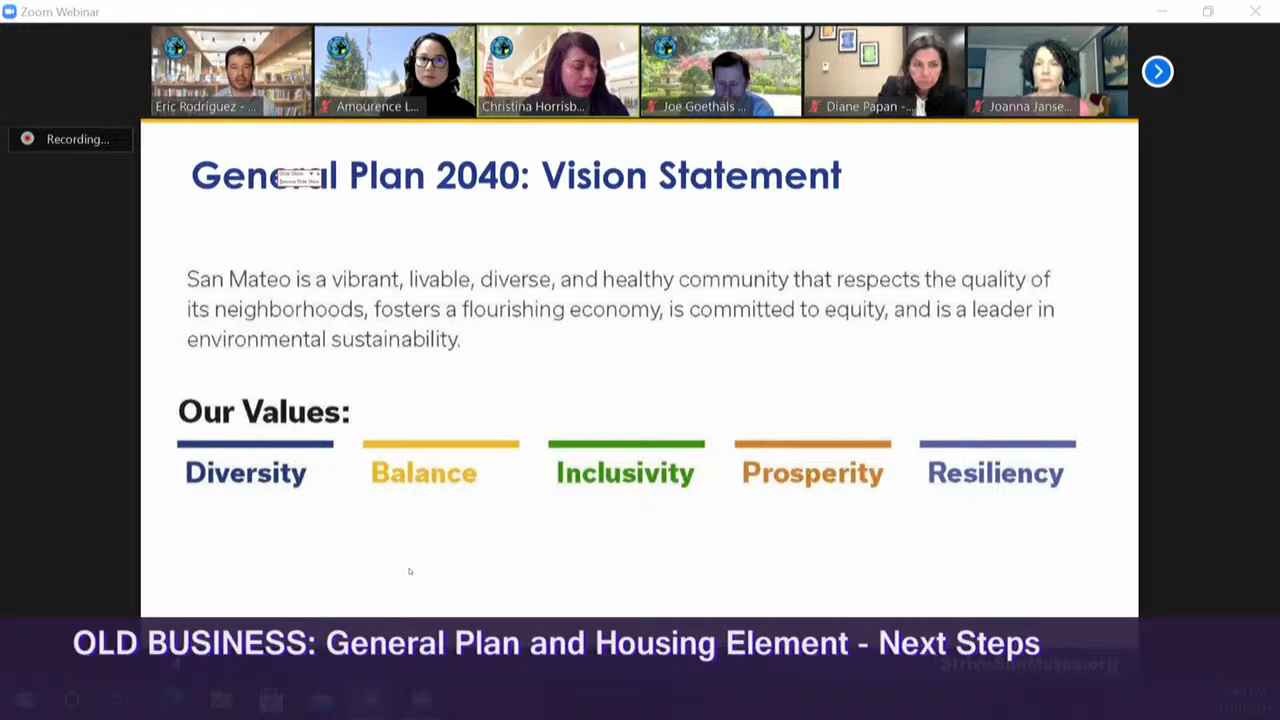 Zoom Webinar
Eric Rodriguez - ...
Amourence L...
Christina Horrisb...
Joe Goethals ...
Diane Papan -...
Joanna Janse...
Recording...
General Plan 2040: Vision Statement
San Mateo is a vibrant, livable, diverse, and healthy community that respects the quality of
its neighborhoods, fosters a flourishing economy, is committed to equity, and is a leader in
environmental sustainability.
Our Values:
Diversity Balance Inclusivity Prosperity Resiliency
OLD BUSINESS: General Plan and Housing Element - Next Steps
StriveSanMateo.org